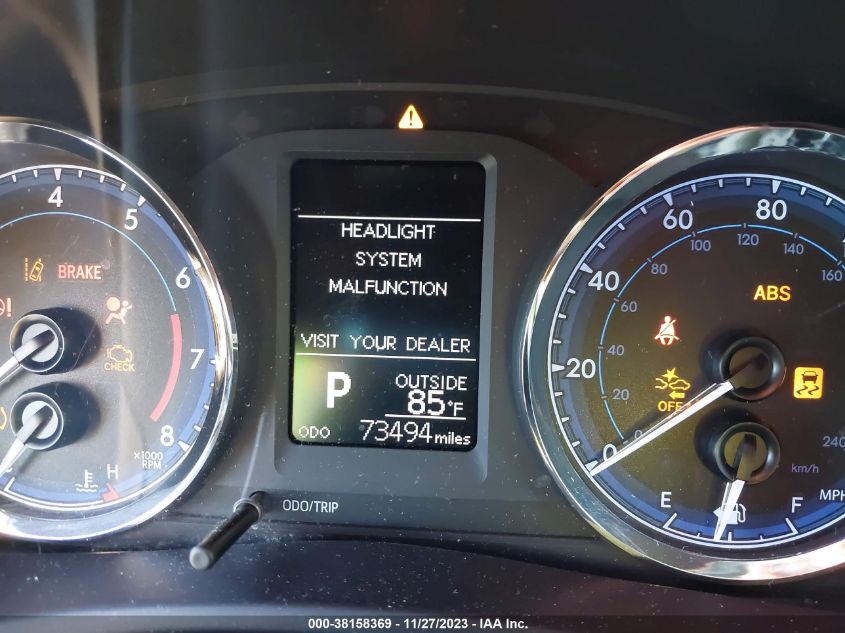 4
5
6
7
8
BRAKE
CHECK
x1000
RPM
H
HEADLIGHT
SYSTEM
MALFUNCTION
VISIT YOUR DEALER
P
OUTSIDE
85°F
ODO 73494 miles
ODO/TRIP
0
20
40
60
80
0
20
40
60
80
100
120
140
160
240
km/h
MPH
ABS
OFF
E
F
000-38158369 - 11/27/2023 - IAA Inc.